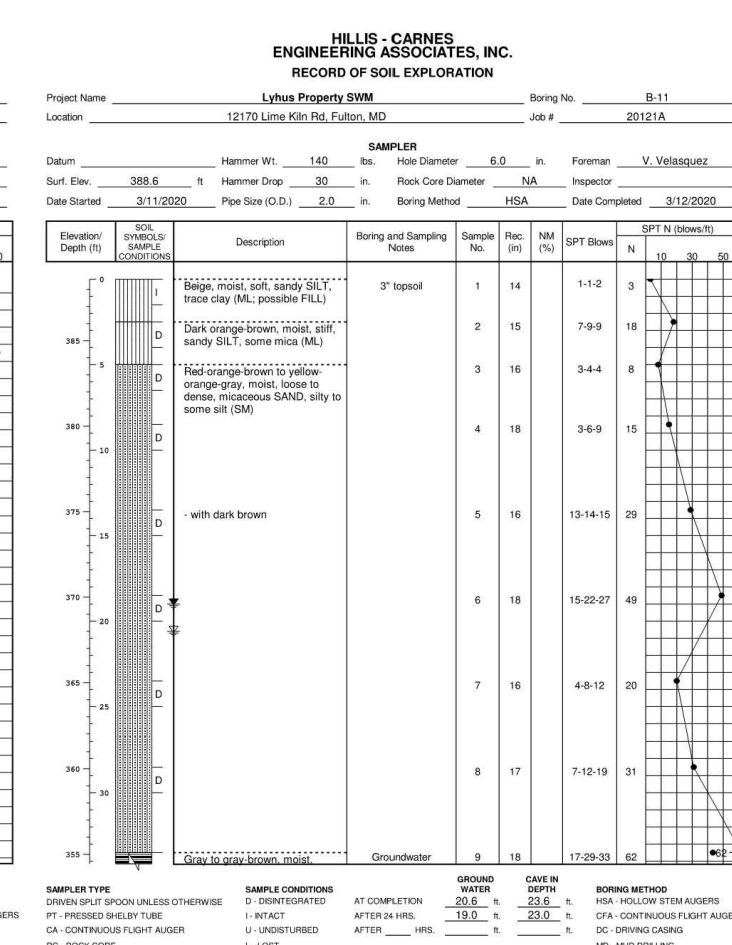 HILLIS - CARNES
ENGINEERING ASSOCIATES, INC.
RECORD OF SOIL EXPLORATION
Project Name Lyhus Property SWM Boring No. B-11
Location 12170 Lime Kiln Rd, Fulton, MD Job # 20121A
SAMPLER
Datum Hammer Wt. 140 lbs. Hole Diameter 6.0 in. Foreman V. Velasquez
Surf. Elev. 388.6 ft Hammer Drop 30 in. Rock Core Diameter NA Inspector
Date Started 3/11/2020 Pipe Size (O.D.) 2.0 in. Boring Method HSA Date Completed 3/12/2020
Elevation/ Depth (ft) SOIL SYMBOLS/ SAMPLE CONDITIONS Description Boring and Sampling Notes Sample No. Rec. (in) NM (%) SPT Blows N SPT N (blows/ft)
10 30 50
0
I Beige, moist, soft, sandy SILT, 3" topsoil 1 14 1-1-2 3
trace clay (ML; possible FILL)
Dark orange-brown, moist, stiff, 2 15 7-9-9 18
385 D sandy SILT, some mica (ML)
5
D Red-orange-brown to yellow- 3 16 3-4-4 8
orange-gray, moist, loose to
dense, micaceous SAND, silty to
some silt (SM)
380 D 4 18 3-6-9 15
10
375 D - with dark brown 5 16 13-14-15 29
15
370 D 6 18 15-22-27 49
20
365 D 7 16 4-8-12 20
25
360 D 8 17 7-12-19 31
30
355 Gray to gray-brown, moist, Groundwater 9 18 17-29-33 62 62
GROUND WATER CAVE IN DEPTH
SAMPLER TYPE SAMPLE CONDITIONS BORING METHOD
DRIVEN SPLIT SPOON UNLESS OTHERWISE D - DISINTEGRATED AT COMPLETION 20.6 ft. 23.6 ft. HSA - HOLLOW STEM AUGERS
GERS PT - PRESSED SHELBY TUBE I - INTACT AFTER 24 HRS. 19.0 ft. 23.0 ft. CFA - CONTINUOUS FLIGHT AUGE
CA - CONTINUOUS FLIGHT AUGER U - UNDISTURBED AFTER HRS. ft. ft. DC - DRIVING CASING